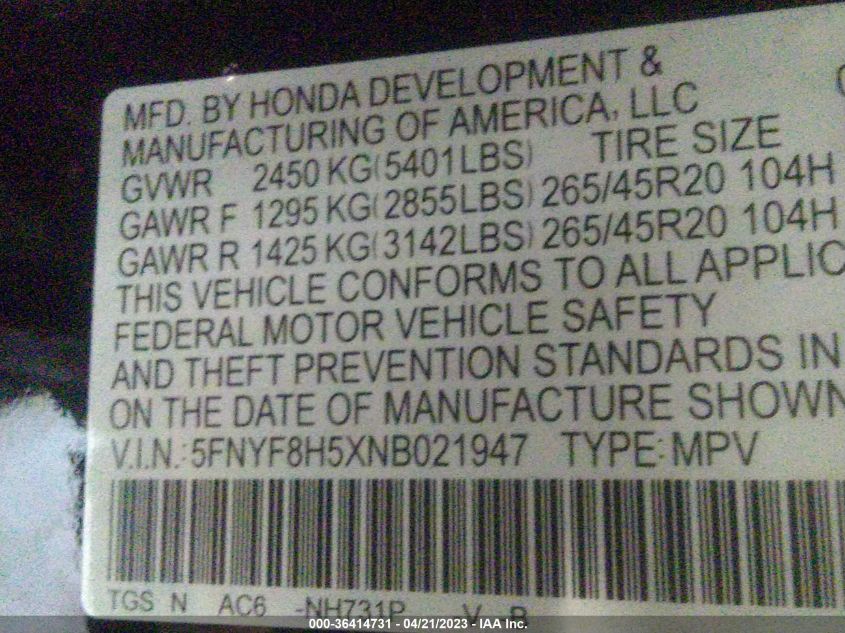 MFD. BY HONDA DEVELOPMENT &
MANUFACTURING OF AMERICA, LLC
GVWR 2450 KG(5401LBS) TIRE SIZE
GAWR F 1295 KG(2855LBS) 265/45R20 104H
GAWR R 1425 KG(3142LBS) 265/45R20 104H
THIS VEHICLE CONFORMS TO ALL APPLIC
FEDERAL MOTOR VEHICLE SAFETY
AND THEFT PREVENTION STANDARDS IN
ON THE DATE OF MANUFACTURE SHOWN
V.I.N.:5FNYF8H5XNB021947 TYPE:MPV
TGS N AC6 -NH731P
000-36414731 - 04/21/2023 - IAA Inc.